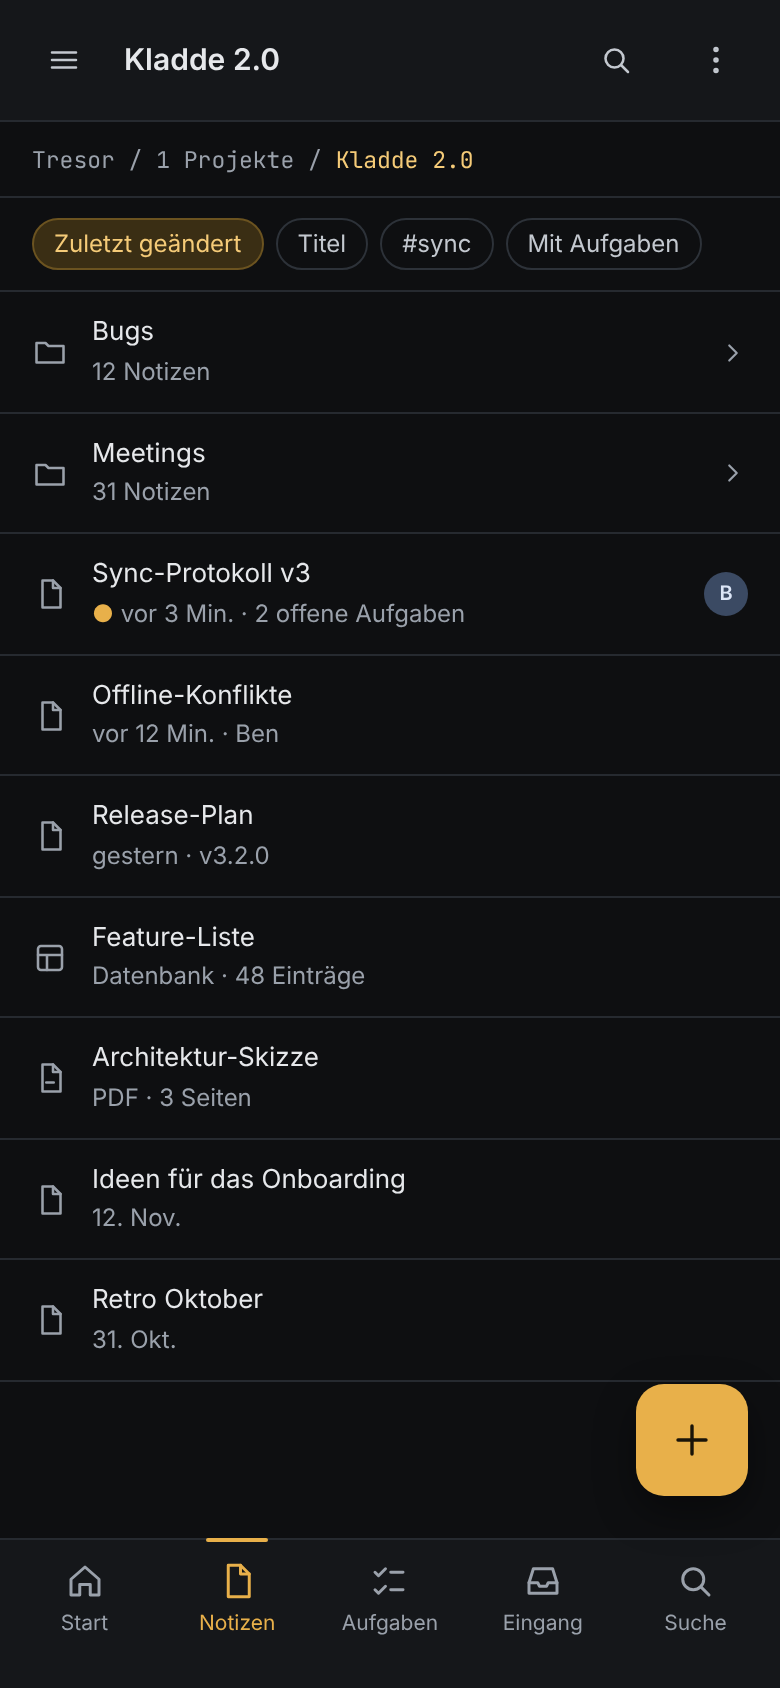 Kladde 2.0
Tresor / 1 Projekte / Kladde 2.0
Zuletzt geändert Titel #sync Mit Aufgaben
Bugs
12 Notizen
Meetings
31 Notizen
Sync-Protokoll v3
vor 3 Min. · 2 offene Aufgaben
B
Offline-Konflikte
vor 12 Min. · Ben
Release-Plan
gestern · v3.2.0
Feature-Liste
Datenbank · 48 Einträge
Architektur-Skizze
PDF · 3 Seiten
Ideen für das Onboarding
12. Nov.
Retro Oktober
31. Okt.
Start Notizen Aufgaben Eingang Suche